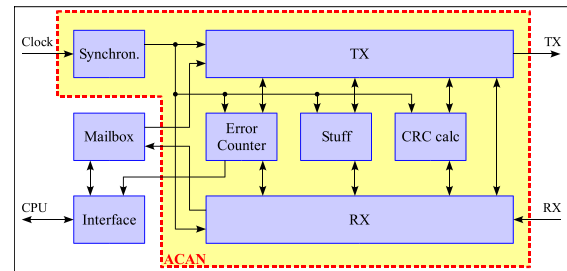 Clock
Synchron.
TX
TX
Mailbox
Error
Counter
Stuff
CRC calc
CPU
Interface
RX
RX
ACAN